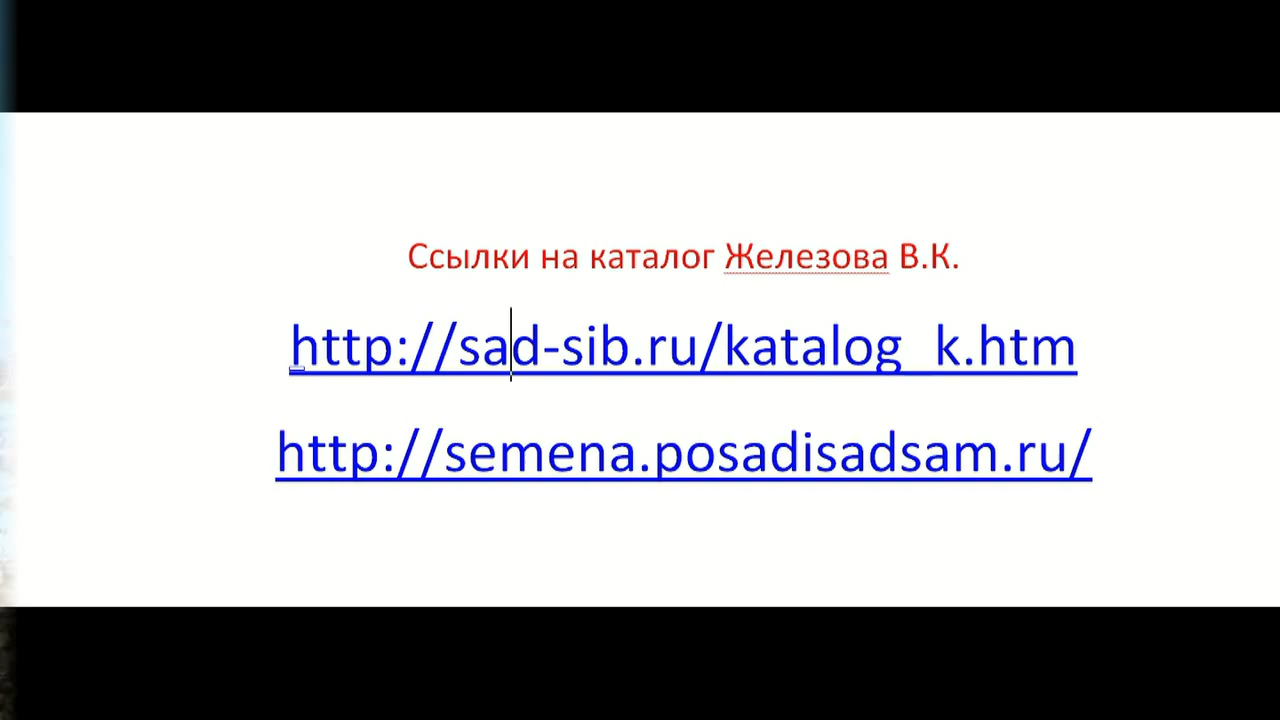 Ссылки на каталог Железова В.К.
http://sad-sib.ru/katalog_k.htm
http://semena.posadisadsam.ru/